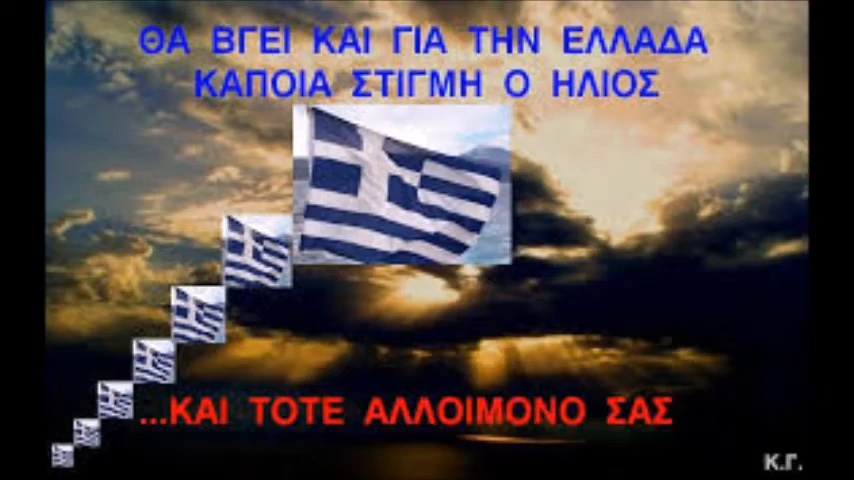 ΘΑ ΒΓΕΙ ΚΑΙ ΓΙΑ ΤΗΝ ΕΛΛΑΔΑ
ΚΑΠΟΙΑ ΣΤΙΓΜΗ Ο ΗΛΙΟΣ
...ΚΑΙ ΤΟΤΕ ΑΛΛΟΙΜΟΝΟ ΣΑΣ
Κ.Γ.